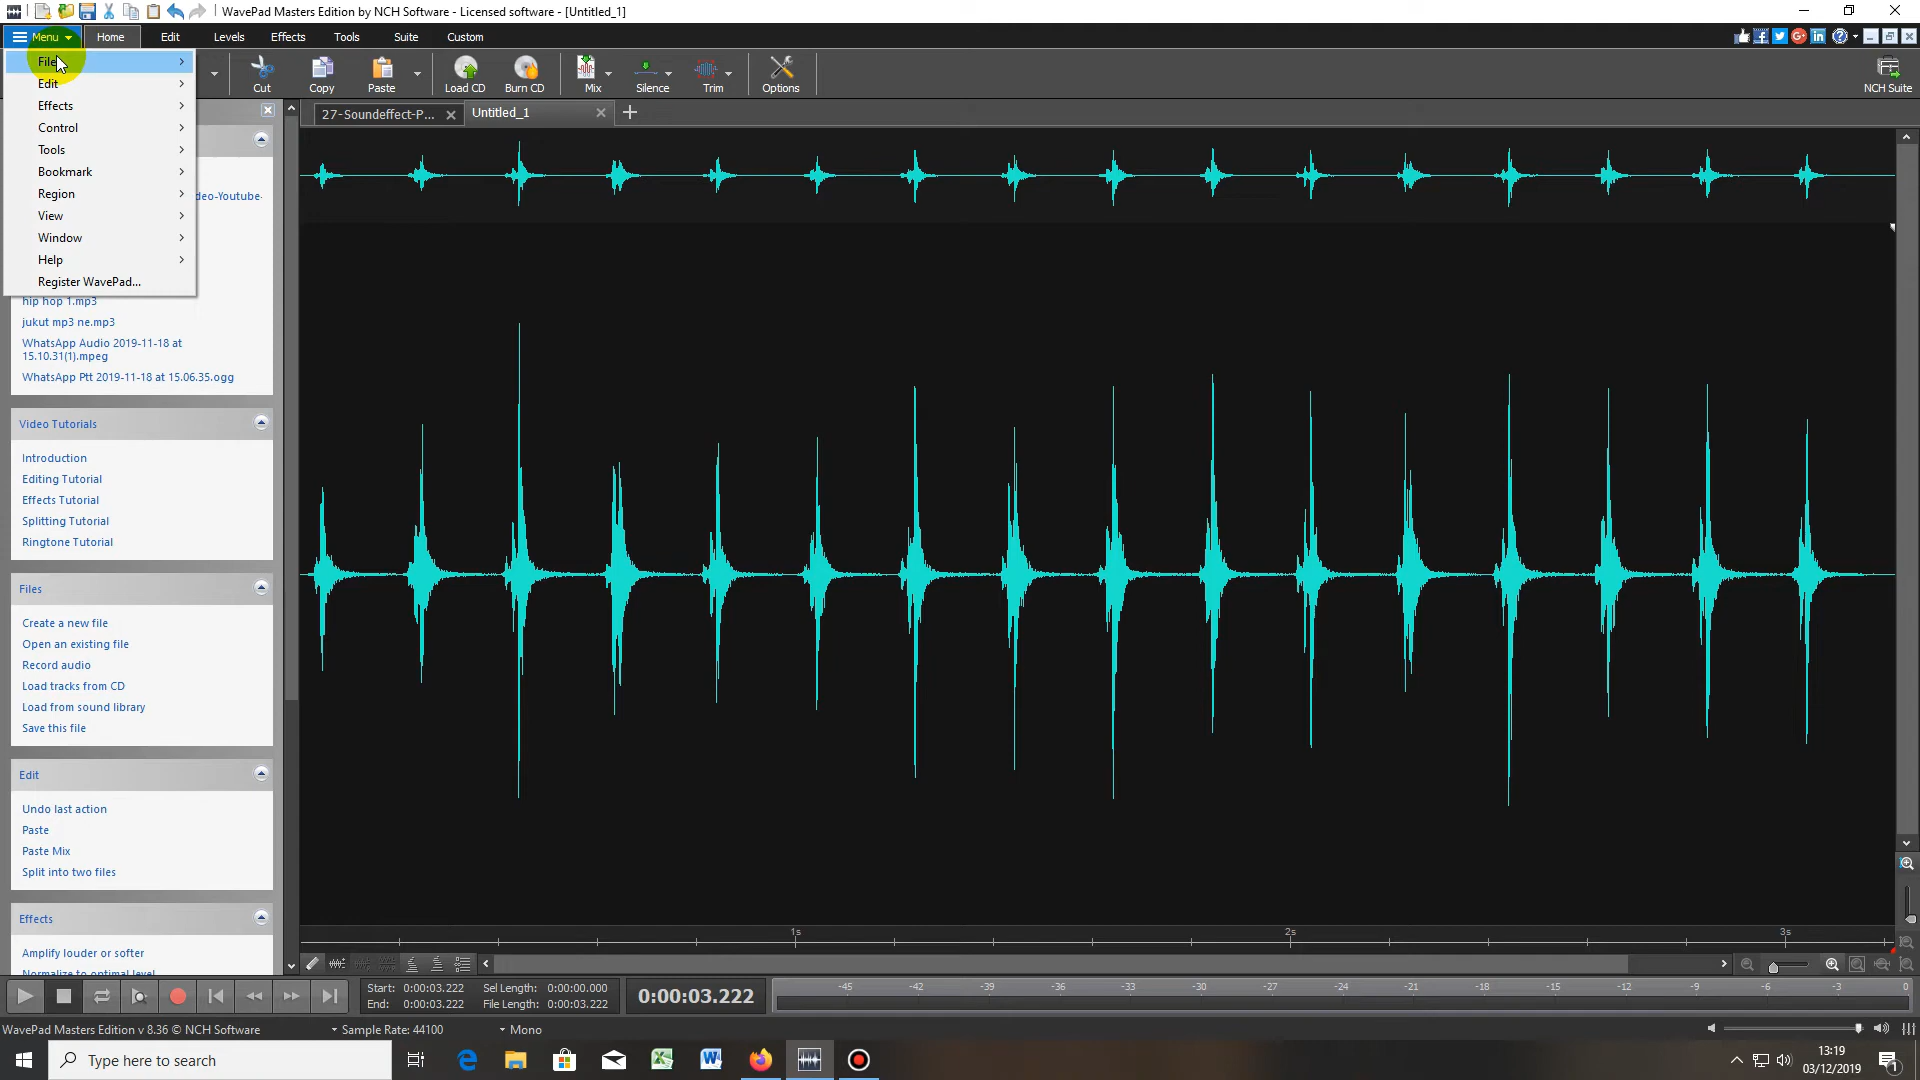 WavePad Masters Edition by NCH Software - Licensed software - [Untitled_1]
Menu
Home
Edit
Levels
Effects
Tools
Suite
Custom
File
Edit
Effects
Control
Tools
Bookmark
Region
View
Window
Help
Register WavePad...
Cut
Copy
Paste
Load CD
Burn CD
Mix
Silence
Trim
Options
NCH Suite
27-Soundeffect-P...
Untitled_1
deo-Youtube-
hip hop 1.mp3
jukut mp3 ne.mp3
WhatsApp Audio 2019-11-18 at
15.10.31(1).mpeg
WhatsApp Ptt 2019-11-18 at 15.06.35.ogg
Video Tutorials
Introduction
Editing Tutorial
Effects Tutorial
Splitting Tutorial
Ringtone Tutorial
Files
Create a new file
Open an existing file
Record audio
Load tracks from CD
Load from sound library
Save this file
Edit
Undo last action
Paste
Paste Mix
Split into two files
Effects
Amplify louder or softer
Normalize to optimal level
1s
2s
3s
Start: 0:00:03.222
End: 0:00:03.222
Sel Length: 0:00:00.000
File Length: 0:00:03.222
0:00:03.222
-45 -42 -39 -36 -33 -30 -27 -24 -21 -18 -15 -12 -9 -6 -3 0
WavePad Masters Edition v 8.36 © NCH Software
Sample Rate: 44100
Mono
Type here to search
13:19
03/12/2019
1